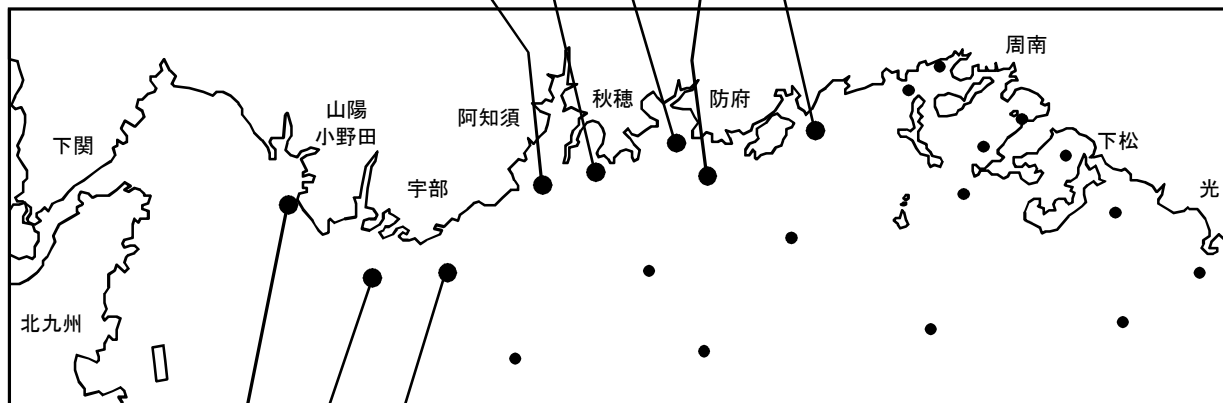 周南
山陽
小野田
秋穂
防府
阿知須
下関
下松
宇部
光
北九州